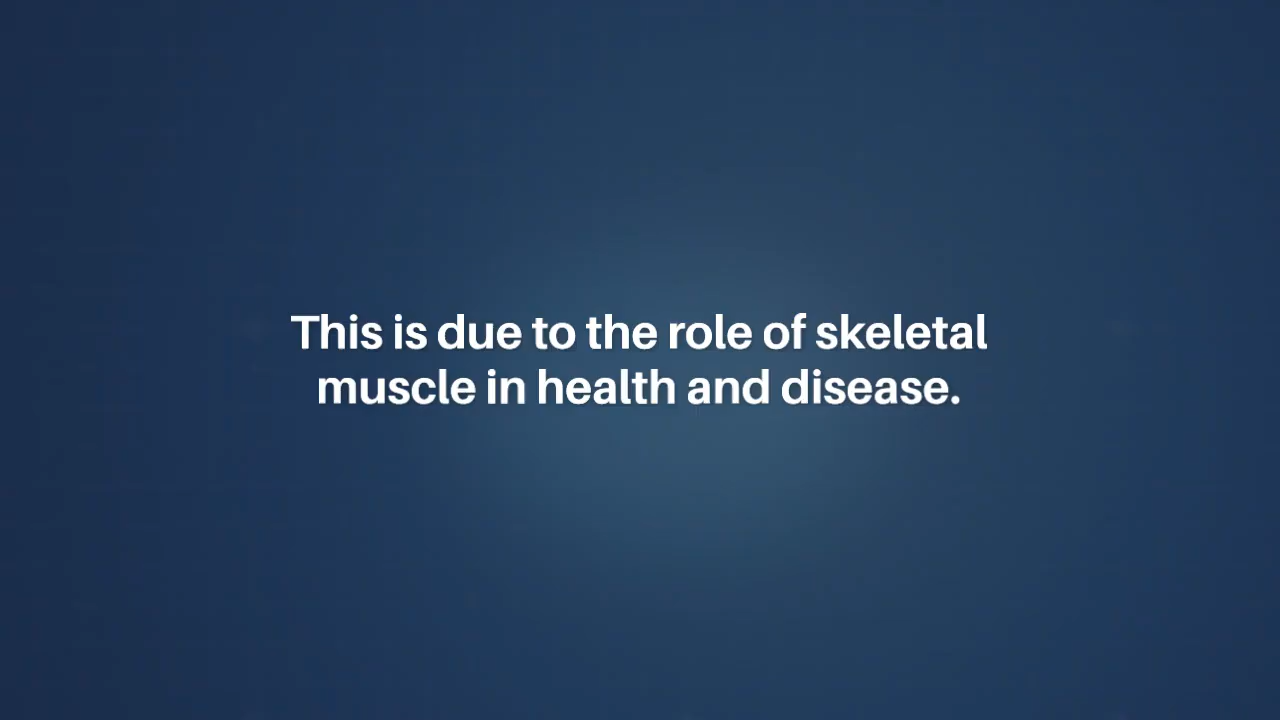 This is due to the role of skeletal
muscle in health and disease.